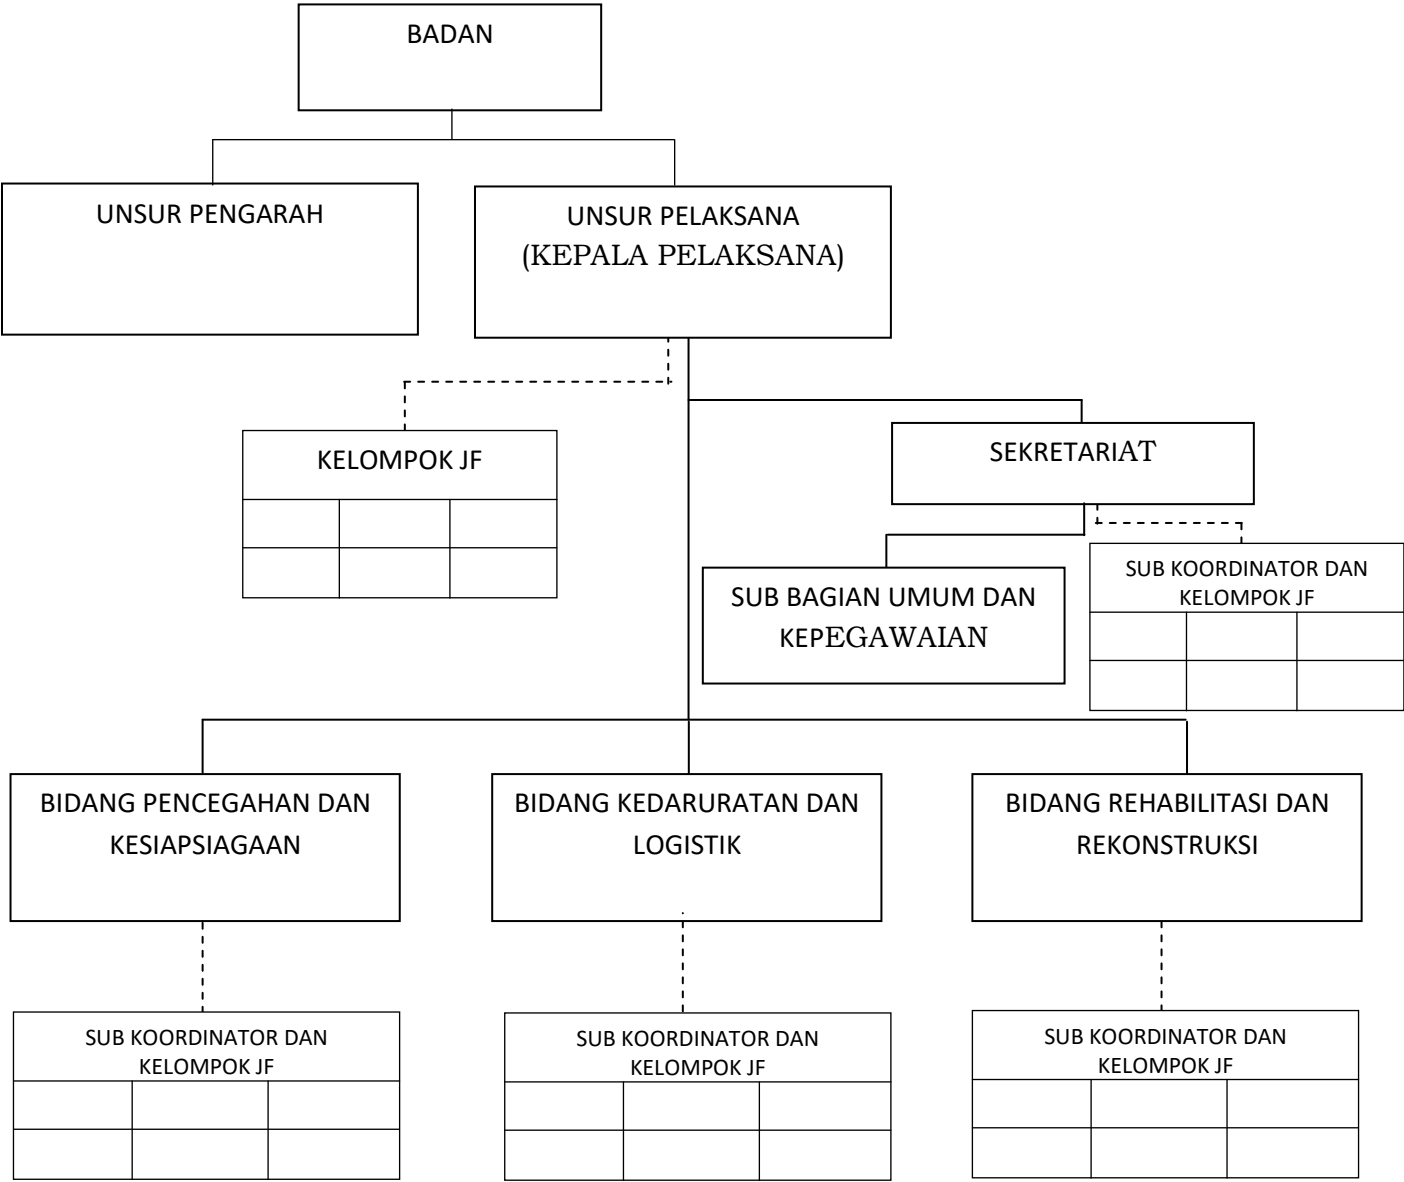 BADAN
UNSUR PENGARAH
UNSUR PELAKSANA
(KEPALA PELAKSANA)
KELOMPOK JF
SEKRETARIAT
SUB BAGIAN UMUM DAN
KEPEGAWAIAN
SUB KOORDINATOR DAN
KELOMPOK JF
BIDANG PENCEGAHAN DAN
KESIAPSIAGAAN
BIDANG KEDARURATAN DAN
LOGISTIK
BIDANG REHABILITASI DAN
REKONSTRUKSI
SUB KOORDINATOR DAN
KELOMPOK JF
SUB KOORDINATOR DAN
KELOMPOK JF
SUB KOORDINATOR DAN
KELOMPOK JF